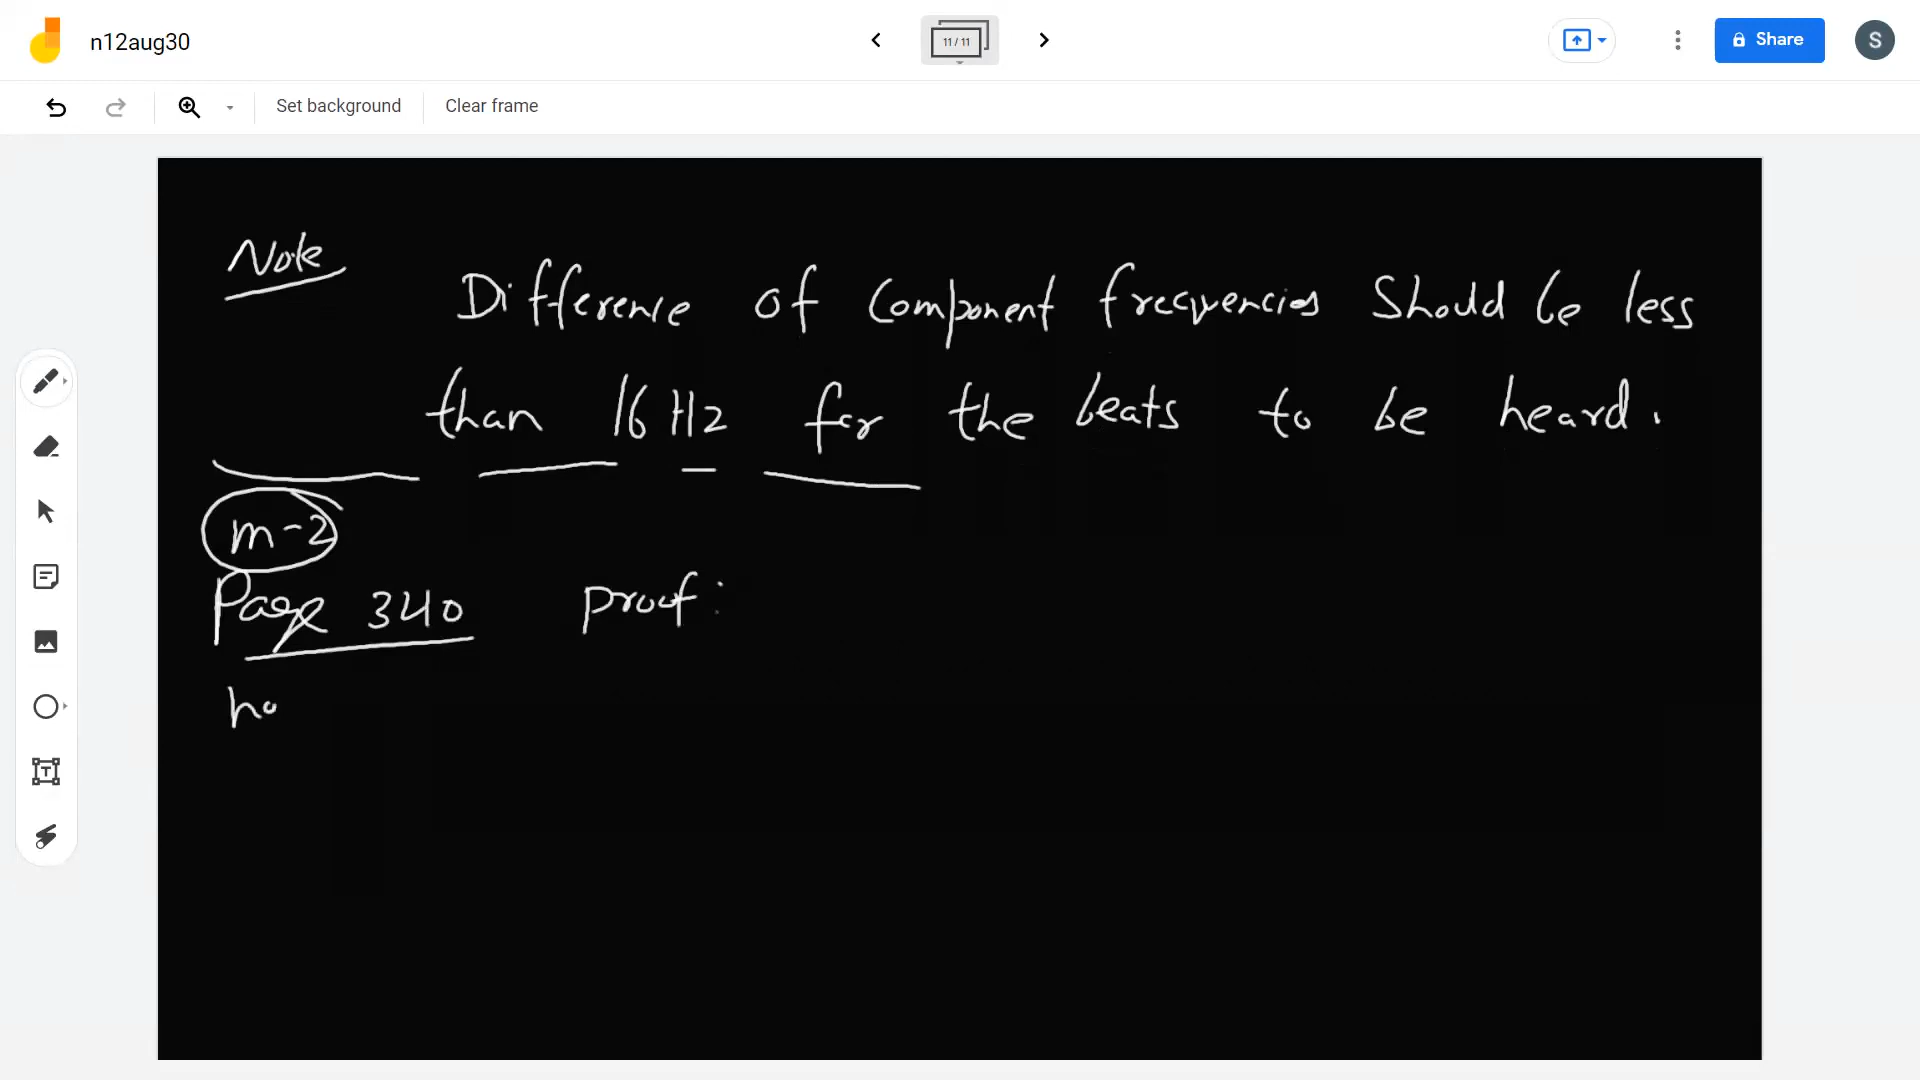 n12aug30
11 / 11
Share
S
Set background
Clear frame
Note
Difference of Component frequencies Should be less
than 16 Hz for the beats to be heard.
m-2
Page 340 proof:
ho